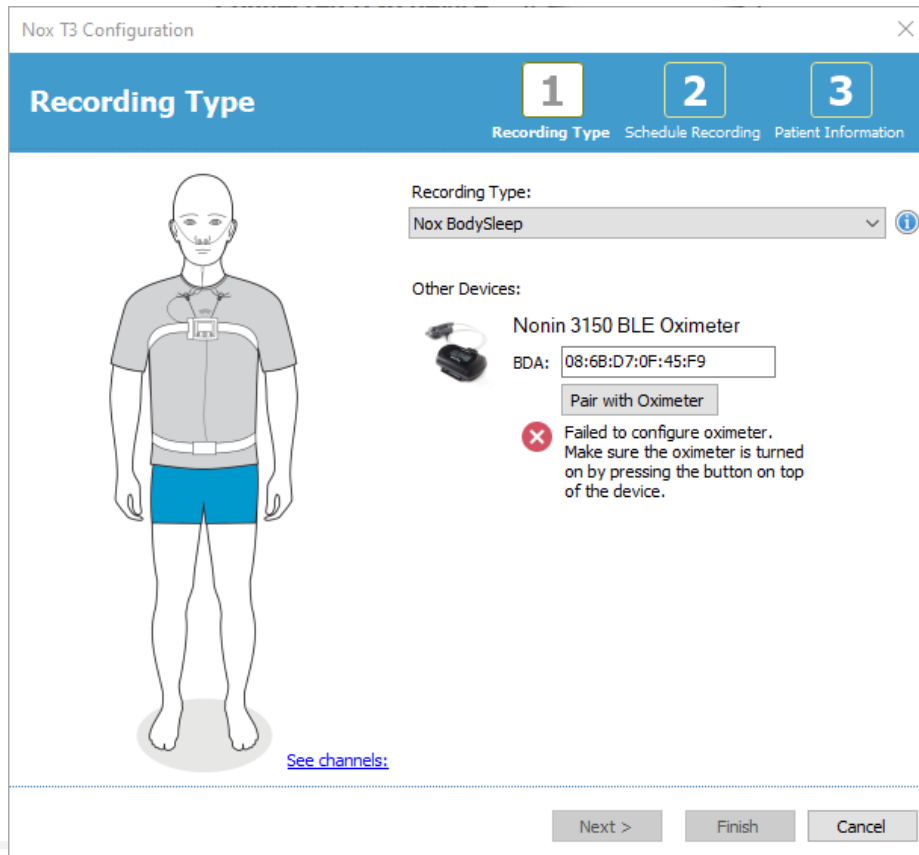 Nox T3 Configuration
Recording Type
1
2
3
Recording Type
Schedule Recording
Patient Information
Recording Type:
Nox BodySleep
Other Devices:
Nonin 3150 BLE Oximeter
BDA:
08:6B:D7:0F:45:F9
Pair with Oximeter
Failed to configure oximeter.
Make sure the oximeter is turned
on by pressing the button on top
of the device.
See channels:
Next >
Finish
Cancel